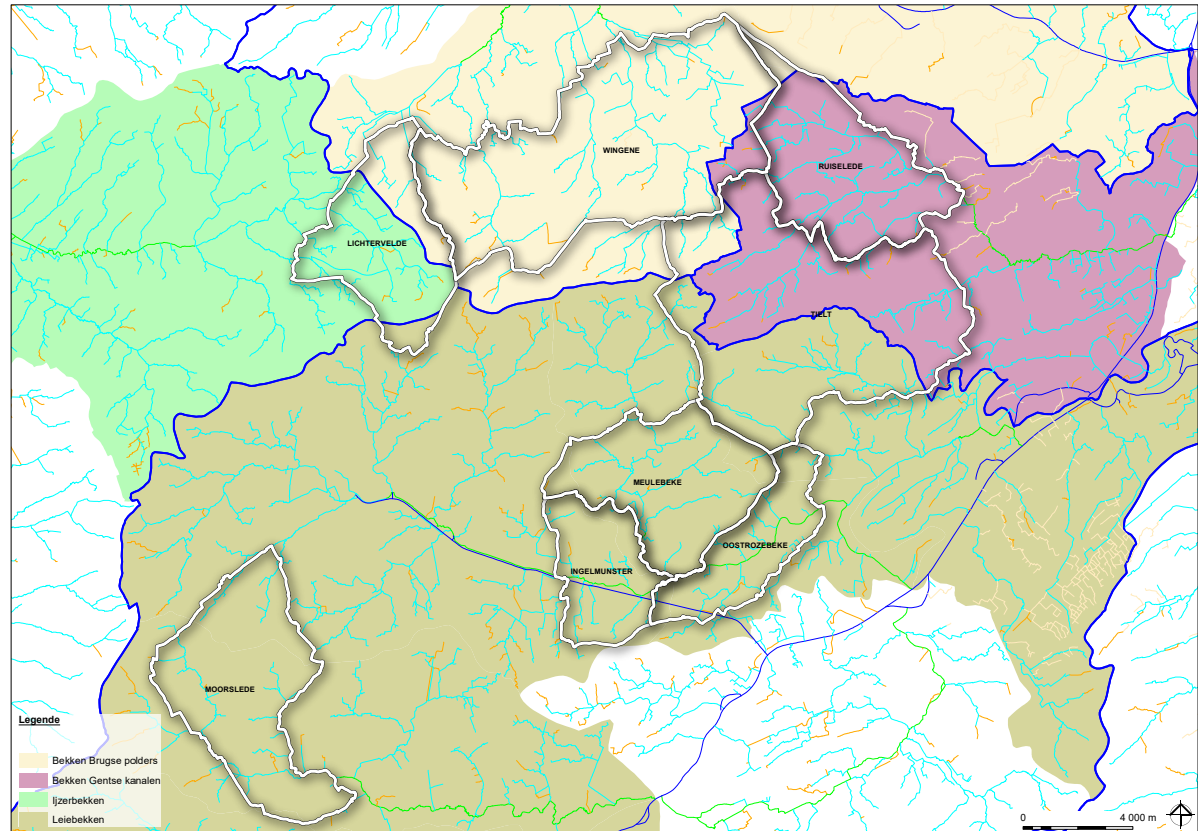 WINGENE
RUISELEDE
LICHTERVELDE
TIELT
MEULEBEKE
OOSTROZEBEKE
INGELMUNSTER
MOORSLEDE
Legende
Bekken Brugse polders
Bekken Gentse kanalen
Ijzerbekken
Leiebekken
0 4 000 m